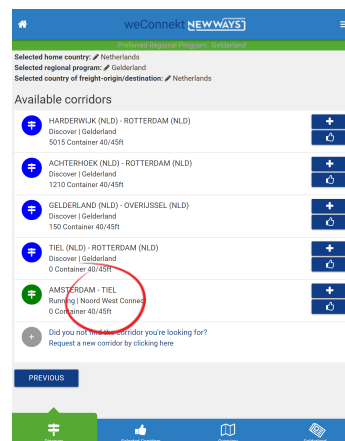 weConnekt NEWWAYS
Preferred Regional Program: Gelderland
Selected home country: Netherlands
Selected regional program: Gelderland
Selected country of freight-origin/destination: Netherlands
Available corridors
HARDERWIJK (NLD) - ROTTERDAM (NLD)
Discover | Gelderland
5015 Container 40/45ft
ACHTERHOEK (NLD) - ROTTERDAM (NLD)
Discover | Gelderland
1210 Container 40/45ft
GELDERLAND (NLD) - OVERIJSSEL (NLD)
Discover | Gelderland
150 Container 40/45ft
TIEL (NLD) - ROTTERDAM (NLD)
Discover | Gelderland
0 Container 40/45ft
AMSTERDAM - TIEL
Running | Noord West Connect
0 Container 40/45ft
Did you not find the corridor you're looking for?
Request a new corridor by clicking here
PREVIOUS